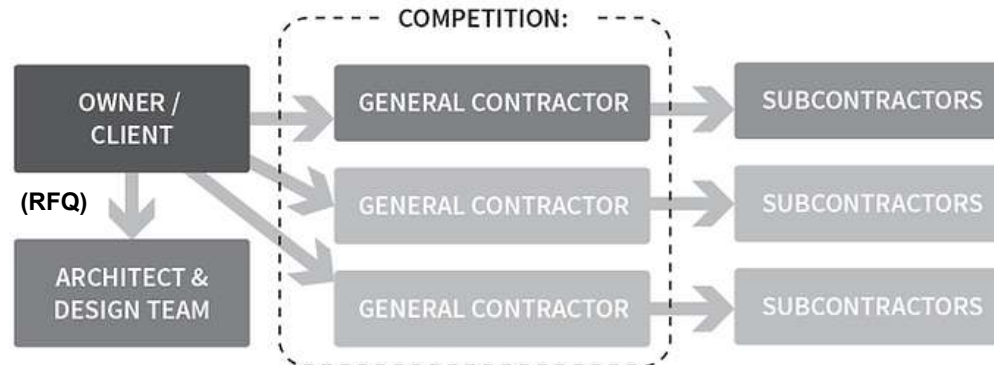 COMPETITION:
OWNER /
CLIENT
GENERAL CONTRACTOR
SUBCONTRACTORS
(RFQ)
GENERAL CONTRACTOR
SUBCONTRACTORS
ARCHITECT &
DESIGN TEAM
GENERAL CONTRACTOR
SUBCONTRACTORS